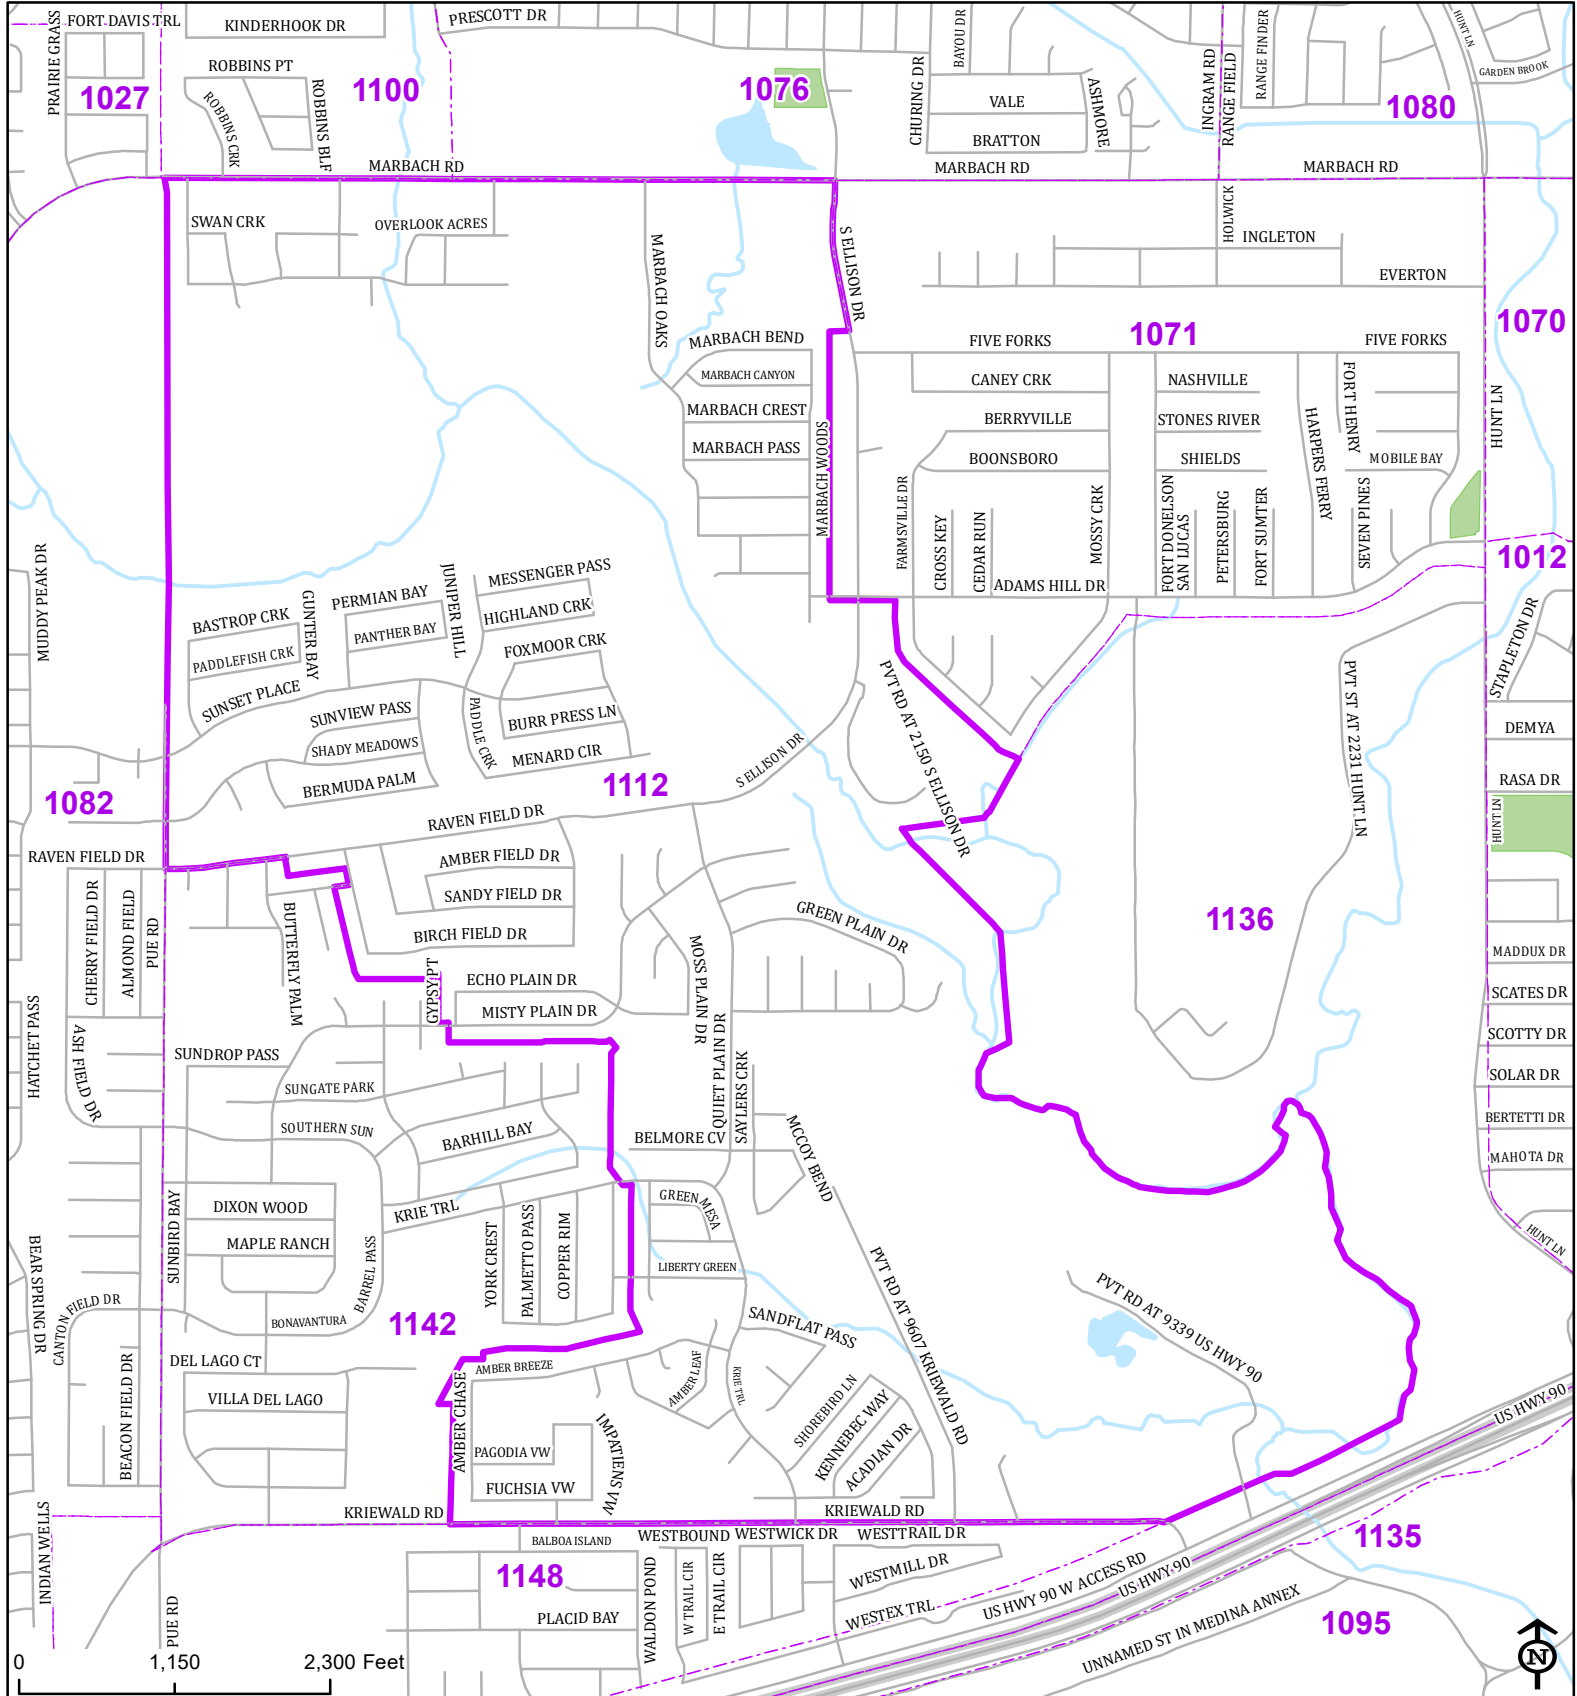 FORT DAVIS TRL
KINDERHOOK DR
PRESCOTT DR
PRAIRIE GRASS
ROBBINS PT
1027
1100
1076
1080
ROBBINS CRK
ROBBINS BLF
CHURING DR
BAYOU DR
VALE
BRATTON
ASHMORE
INGRAM RD
RANGE FIELD
RANGE FINDER
HUNT LN
GARDEN BROOK
MARBACH RD
MARBACH RD
MARBACH RD
SWAN CRK
OVERLOOK ACRES
MARBACH OAKS
S ELLISON DR
HOLWICK
INGLETON
EVERTON
1070
1071
MARBACH BEND
MARBACH CANYON
MARBACH CREST
MARBACH PASS
MARBACH WOODS
FIVE FORKS
FIVE FORKS
CANEY CRK
NASHVILLE
FORT HENRY
BERRYVILLE
STONES RIVER
HARPERS FERRY
BOONSBORO
SHIELDS
MOBILE BAY
HUNT LN
FARMSVILLE DR
CROSS KEY
CEDAR RUN
MOSSY CRK
FORT DONELSON
SAN LUCAS
PETERSBURG
FORT SUMTER
SEVEN PINES
ADAMS HILL DR
1012
MUDDY PEAK DR
BASTROP CRK
PADDLEFISH CRK
GUNTER BAY
PERMIAN BAY
PANTHER BAY
JUNIPER HILL
MESSENGER PASS
HIGHLAND CRK
FOXMOOR CRK
SUNSET PLACE
SUNVIEW PASS
SHADY MEADOWS
BERMUDA PALM
PADDLE CRK
BURR PRESS LN
MENARD CIR
STAPLETON DR
DEMYA
RASA DR
HUNT LN
PVT RD AT 2150 S ELLISON DR
PVT ST AT 2231 HUNT LN
1082
1112
S ELLISON DR
RAVEN FIELD DR
RAVEN FIELD DR
AMBER FIELD DR
SANDY FIELD DR
BIRCH FIELD DR
CHERRY FIELD DR
ALMOND FIELD
PUE RD
BUTTERFLY PALM
GREEN PLAIN DR
1136
MOSS PLAIN DR
GYPSY PT
ECHO PLAIN DR
MISTY PLAIN DR
MADDUX DR
SCATES DR
SCOTTY DR
SOLAR DR
BERTETTI DR
MAHOTA DR
HATCHET PASS
ASH FIELD DR
SUNDROP PASS
SUNGATE PARK
SOUTHERN SUN
BARHILL BAY
QUIET PLAIN DR
SAYLERS CRK
BELMORE CV
MCCOY BEND
SUNBIRD BAY
DIXON WOOD
MAPLE RANCH
KRIE TRL
GREEN MESA
YORK CREST
PALMETTO PASS
COPPER RIM
LIBERTY GREEN
HUNT LN
BEAR SPRING DR
CANTON FIELD DR
BARREL PASS
BONAVANTURA
1142
SANDFLAT PASS
PVT RD AT 9607 KRIEWALD RD
PVT RD AT 9339 US HWY 90
DEL LAGO CT
VILLA DEL LAGO
BEACON FIELD DR
AMBER CHASE
AMBER BREEZE
AMBER LEAF
KRIE TRL
SHOREBIRD LN
KENNEBEC WAY
ACADIAN DR
US HWY 90
PAGODIA VW
IMPATIENS VW
FUCHSIA VW
INDIAN WELLS
KRIEWALD RD
KRIEWALD RD
BALBOA ISLAND
WESTBOUND
WESTWICK DR
WESTTRAIL DR
1135
1148
WALDON POND
W TRAIL CIR
E TRAIL CIR
WESTMILL DR
WESTEX TRL
US HWY 90 W ACCESS RD
US HWY 90
PUE RD
PLACID BAY
UNNAMED ST IN MEDINA ANNEX
1095
0 1,150 2,300 Feet
N